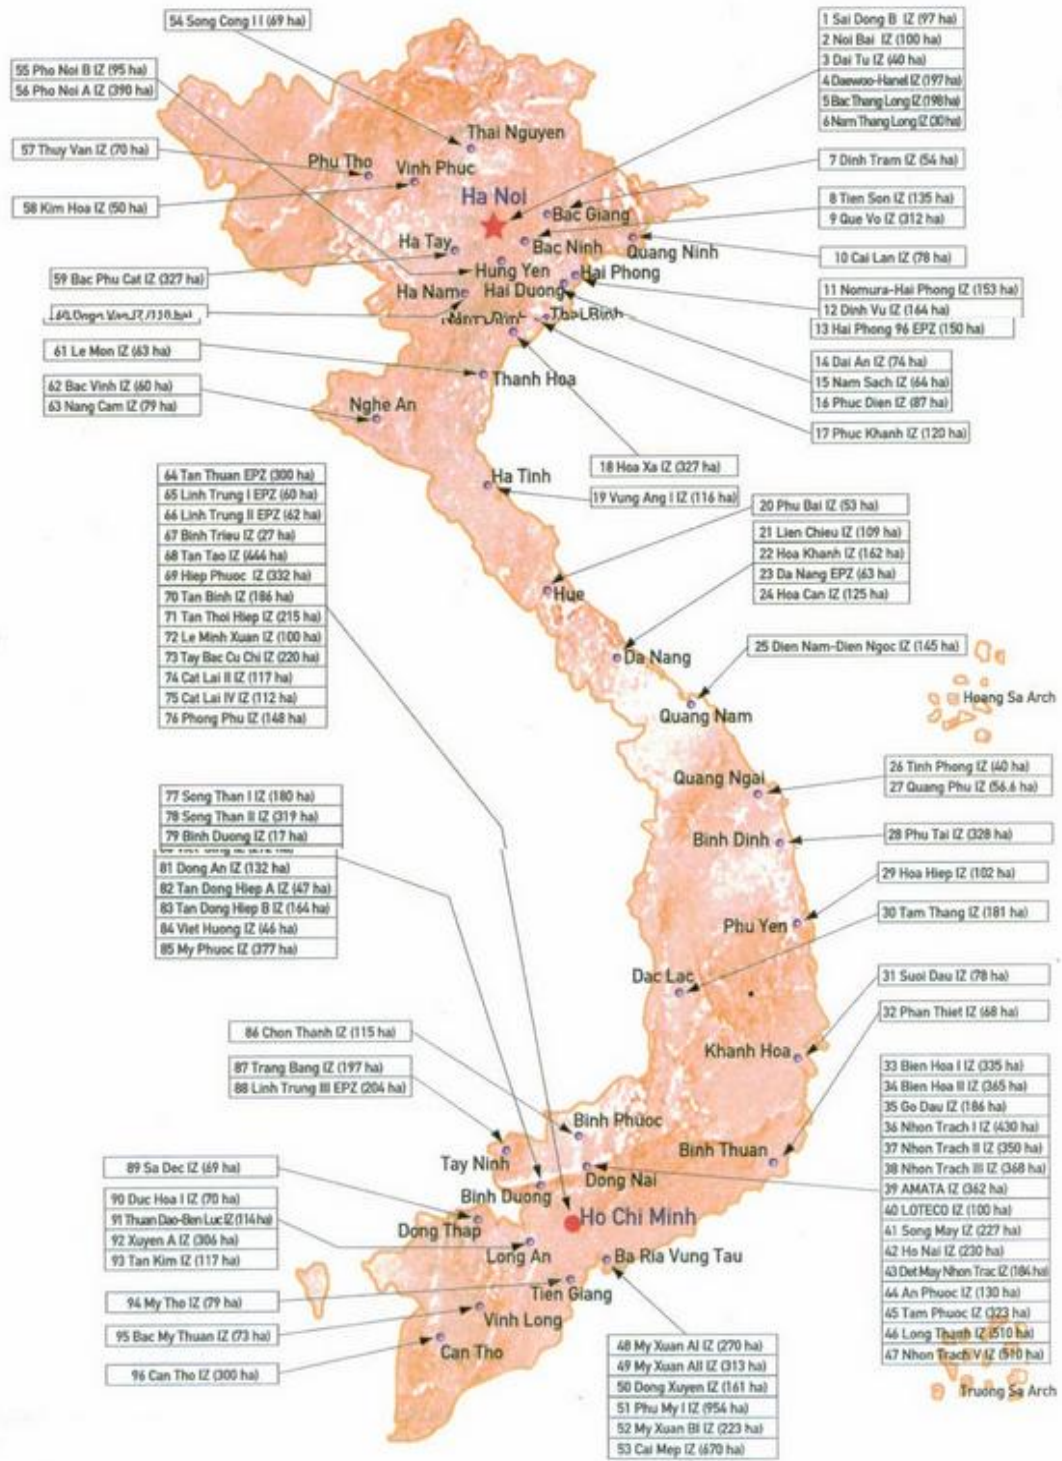 54 Song Cong I I (69 ha)
55 Pho Noi B IZ (95 ha)
56 Pho Noi A IZ (390 ha)
57 Thuy Van IZ (70 ha)
58 Kim Hoa IZ (50 ha)
59 Bac Phu Cat IZ (327 ha)
61 Le Mon IZ (63 ha)
62 Bac Vinh IZ (60 ha)
63 Nang Cam IZ (79 ha)
1 Sai Dong B IZ (97 ha)
2 Noi Bai IZ (100 ha)
3 Dai Tu IZ (40 ha)
4 Daewoo-Hanel IZ (197 ha)
5 Bac Thang Long IZ (198 ha)
6 Nam Thang Long IZ (30 ha)
7 Dinh Tram IZ (54 ha)
8 Tien Son IZ (135 ha)
9 Que Vo IZ (312 ha)
10 Cai Lan IZ (78 ha)
11 Nomura-Hai Phong IZ (153 ha)
12 Dinh Vu IZ (164 ha)
13 Hai Phong 96 EPZ (150 ha)
14 Dai An IZ (74 ha)
15 Nam Sach IZ (64 ha)
16 Phuc Dien IZ (87 ha)
17 Phuc Khanh IZ (120 ha)
18 Hoa Xa IZ (327 ha)
19 Vung Ang I IZ (116 ha)
20 Phu Bai IZ (53 ha)
21 Lien Chieu IZ (109 ha)
22 Hoa Khanh IZ (162 ha)
23 Da Nang EPZ (63 ha)
24 Hoa Can IZ (125 ha)
25 Dien Nam-Dien Ngoc IZ (145 ha)
26 Tinh Phong IZ (40 ha)
27 Quang Phu IZ (56.6 ha)
28 Phu Tai IZ (328 ha)
29 Hoa Hiep IZ (102 ha)
30 Tam Thang IZ (181 ha)
31 Suoi Dau IZ (78 ha)
32 Phan Thiet IZ (68 ha)
33 Bien Hoa I IZ (335 ha)
34 Bien Hoa II IZ (365 ha)
35 Go Dau IZ (186 ha)
36 Nhon Trach I IZ (430 ha)
37 Nhon Trach II IZ (350 ha)
38 Nhon Trach III IZ (368 ha)
39 AMATA IZ (362 ha)
40 LOTECO IZ (100 ha)
41 Song May IZ (227 ha)
42 Ho Nai IZ (230 ha)
43 Det May Nhon Trac IZ (184 ha)
44 An Phuoc IZ (130 ha)
45 Tam Phuoc IZ (323 ha)
46 Long Thanh IZ (510 ha)
47 Nhon Trach V IZ (510 ha)
48 My Xuan AI IZ (270 ha)
49 My Xuan AII IZ (313 ha)
50 Dong Xuyen IZ (161 ha)
51 Phu My I IZ (954 ha)
52 My Xuan BI IZ (223 ha)
53 Cai Mep IZ (670 ha)
64 Tan Thuan EPZ (300 ha)
65 Linh Trung I EPZ (60 ha)
66 Linh Trung II EPZ (62 ha)
67 Binh Trieu IZ (27 ha)
68 Tan Tao IZ (444 ha)
69 Hiep Phuoc IZ (332 ha)
70 Tan Binh IZ (186 ha)
71 Tan Thoi Hiep IZ (215 ha)
72 Le Minh Xuan IZ (100 ha)
73 Tay Bac Cu Chi IZ (220 ha)
74 Cat Lai II IZ (117 ha)
75 Cat Lai IV IZ (112 ha)
76 Phong Phu IZ (148 ha)
77 Song Than I IZ (180 ha)
78 Song Than II IZ (319 ha)
79 Binh Duong IZ (17 ha)
81 Dong An IZ (132 ha)
82 Tan Dong Hiep A IZ (47 ha)
83 Tan Dong Hiep B IZ (164 ha)
84 Viet Huong IZ (46 ha)
85 My Phuoc IZ (377 ha)
86 Chon Thanh IZ (115 ha)
87 Trang Bang IZ (197 ha)
88 Linh Trung III EPZ (204 ha)
89 Sa Dec IZ (69 ha)
90 Duc Hoa I IZ (70 ha)
91 Thuan Dao-Ben Luc IZ (114 ha)
92 Xuyen A IZ (306 ha)
93 Tan Kim IZ (117 ha)
94 My Tho IZ (79 ha)
95 Bac My Thuan IZ (73 ha)
96 Can Tho IZ (300 ha)
Thai Nguyen
Phu Tho
Vinh Phuc
Ha Noi
Bac Giang
Ha Tay
Bac Ninh
Quang Ninh
Hung Yen
Hai Phong
Ha Nam
Hai Duong
Thai Binh
Thanh Hoa
Nghe An
Ha Tinh
Hue
Da Nang
Quang Nam
Hoang Sa Arch
Quang Ngai
Binh Dinh
Phu Yen
Dac Lac
Khanh Hoa
Binh Phuoc
Binh Thuan
Tay Ninh
Dong Nai
Binh Duong
Ho Chi Minh
Dong Thap
Long An
Ba Ria Vung Tau
Tien Giang
Vinh Long
Can Tho
Truong Sa Arch